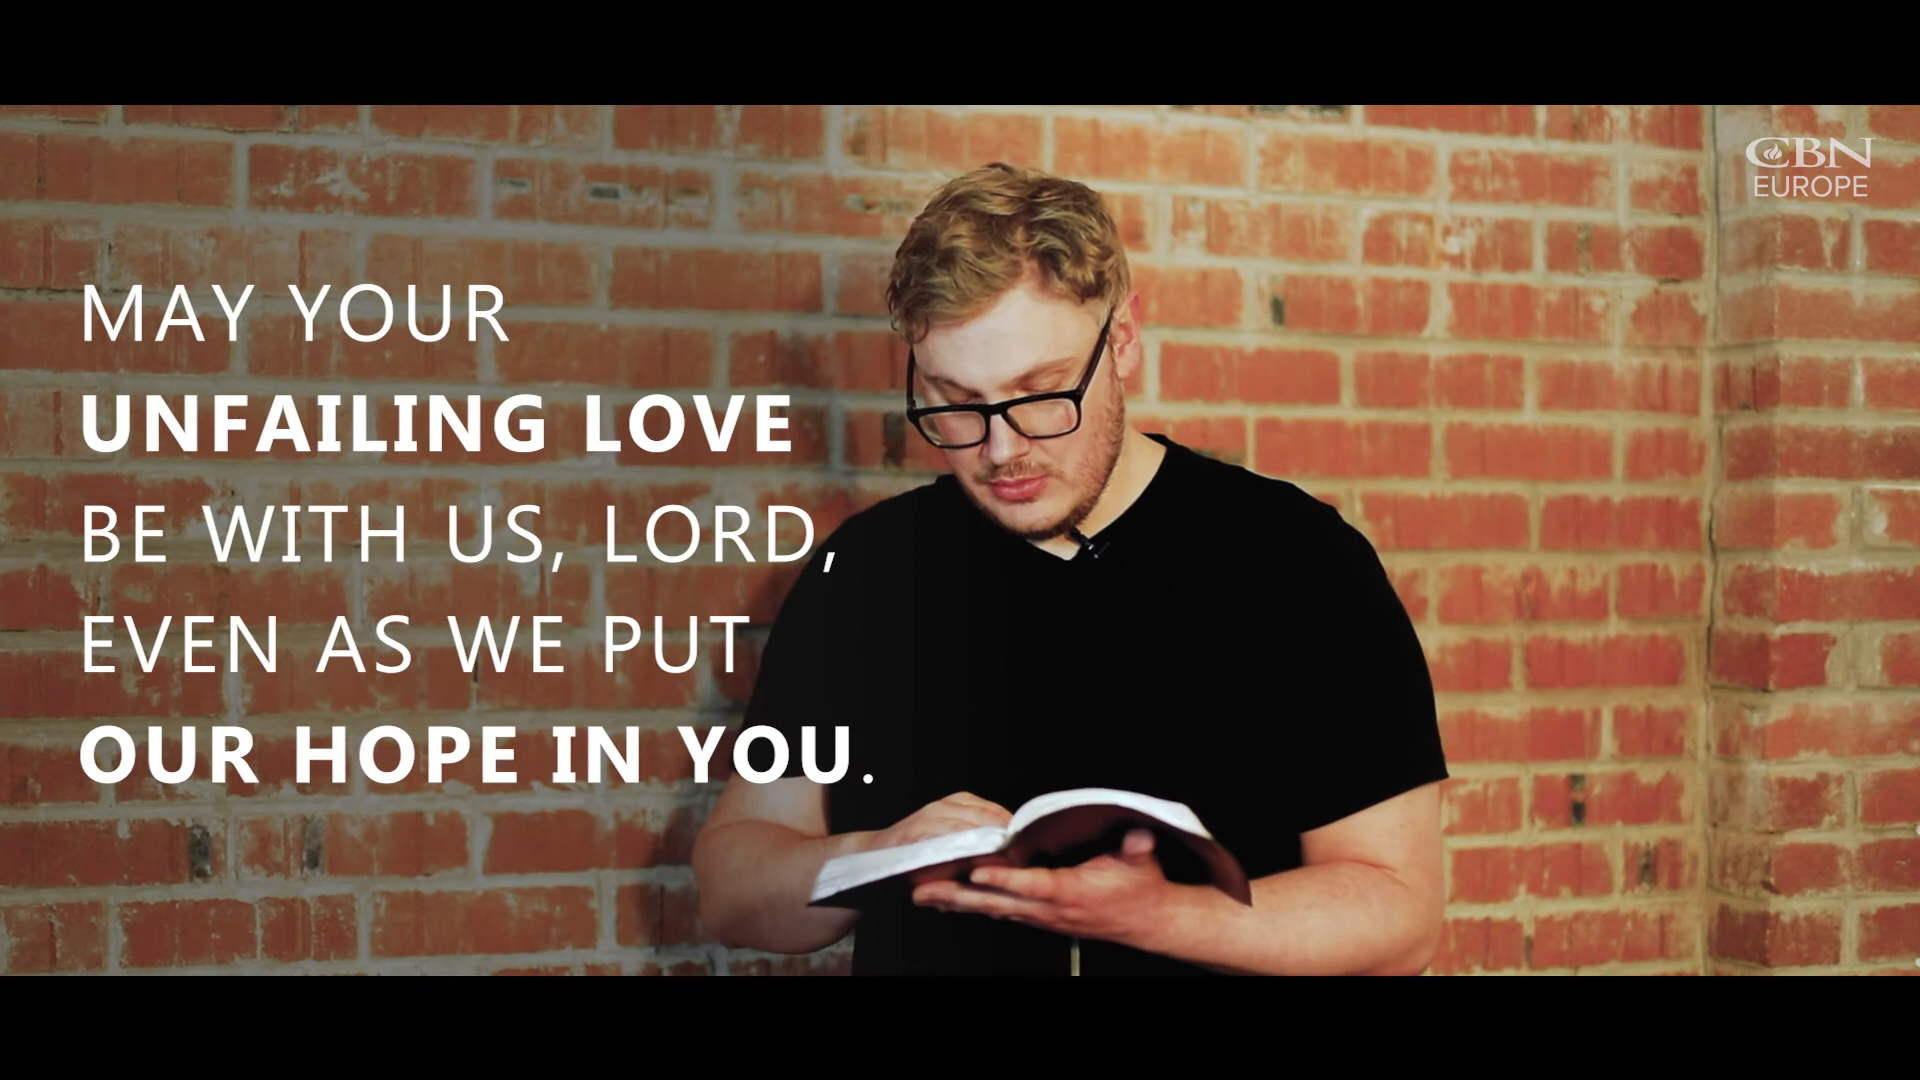 CBN
EUROPE
MAY YOUR
UNFAILING LOVE
BE WITH US, LORD,
EVEN AS WE PUT
OUR HOPE IN YOU.